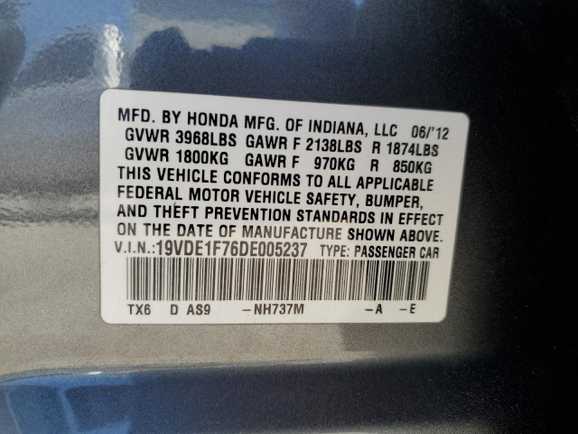 MFD. BY HONDA MFG. OF INDIANA, LLC 06/'12
GVWR 3968LBS GAWR F 2138LBS R 1874LBS
GVWR 1800KG GAWR F 970KG R 850KG
THIS VEHICLE CONFORMS TO ALL APPLICABLE
FEDERAL MOTOR VEHICLE SAFETY, BUMPER,
AND THEFT PREVENTION STANDARDS IN EFFECT
ON THE DATE OF MANUFACTURE SHOWN ABOVE.
V.I.N.:19VDE1F76DE005237 TYPE: PASSENGER CAR
TX6 D AS9 -NH737M -A -E